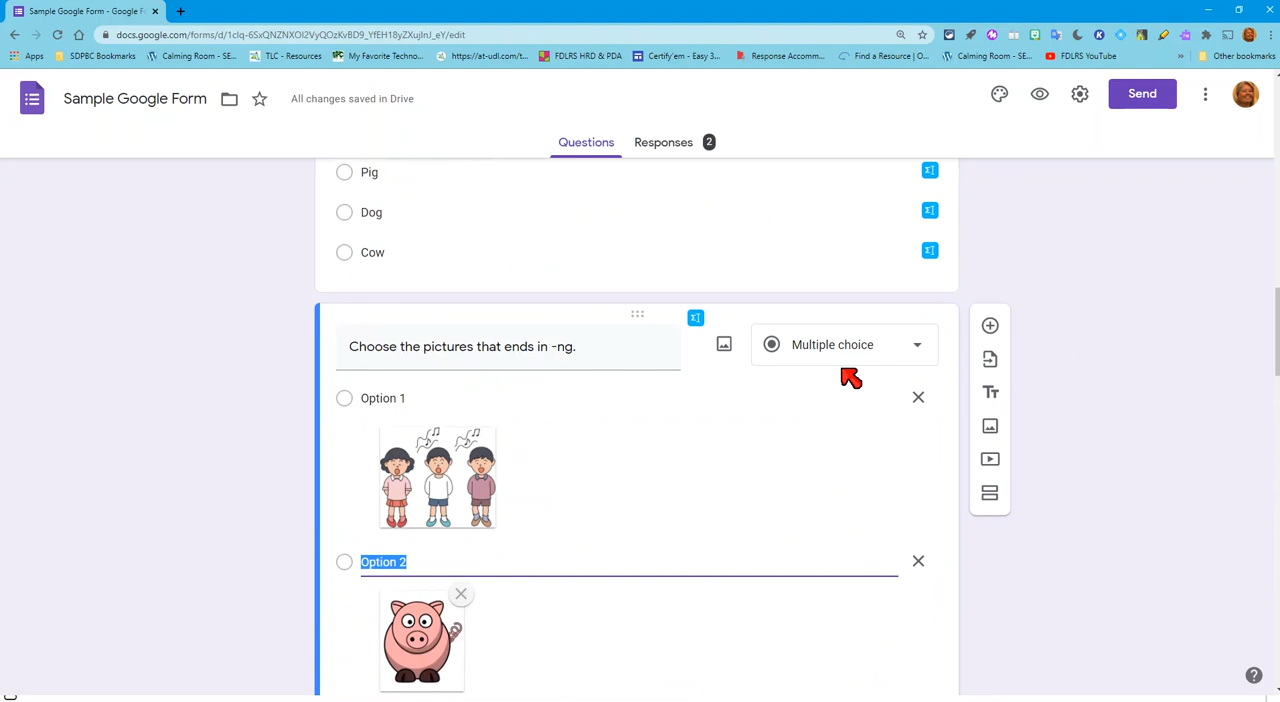 Sample Google Form - Google F
docs.google.com/forms/d/1clq-6SxQNZNXOI2VyQOzKvBD9_YfEH18yZXujInJ_eY/edit
Apps SDPBC Bookmarks Calming Room - SE... TLC - Resources My Favorite Techno... https://at-udl.com/t... FDLRS HRD & PDA Certify'em - Easy 3... Response Accomm... Find a Resource | O... Calming Room - SE... FDLRS YouTube » Other bookmarks
Sample Google Form All changes saved in Drive Send
Questions Responses 2
Pig
Dog
Cow
Choose the pictures that ends in -ng. Multiple choice
Option 1
Option 2